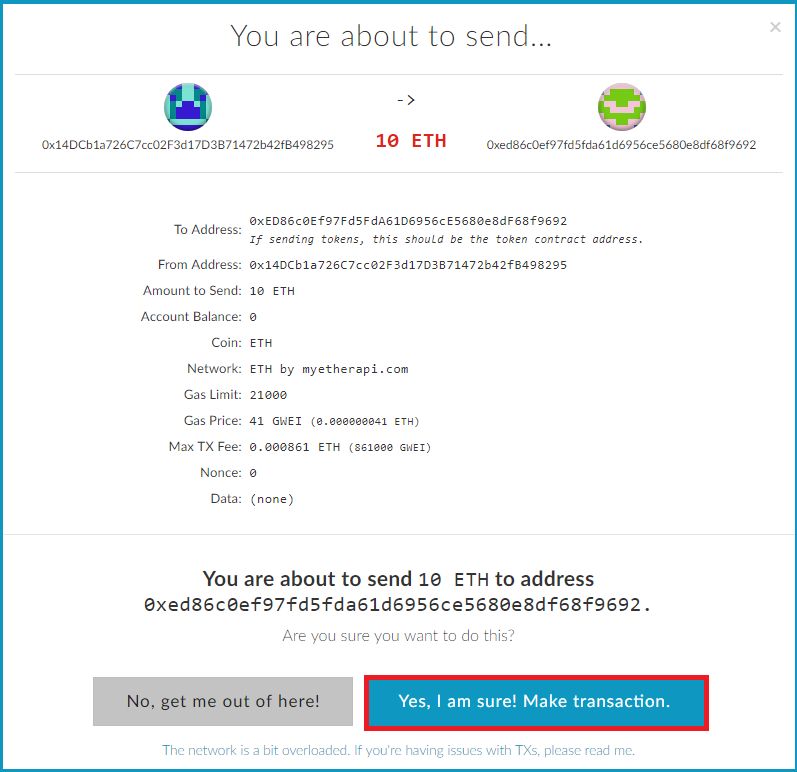 You are about to send...
×
->
10 ETH
0x14DCb1a726C7cc02F3d17D3B71472b42fB498295
0xed86c0ef97fd5fda61d6956ce5680e8df68f9692
To Address: 0xED86c0Ef97Fd5FdA61D6956cE5680e8dF68f9692
If sending tokens, this should be the token contract address.
From Address: 0x14DCb1a726C7cc02F3d17D3B71472b42fB498295
Amount to Send: 10 ETH
Account Balance: 0
Coin: ETH
Network: ETH by myetherapi.com
Gas Limit: 21000
Gas Price: 41 GWEI (0.000000041 ETH)
Max TX Fee: 0.000861 ETH (861000 GWEI)
Nonce: 0
Data: (none)
You are about to send 10 ETH to address
0xed86c0ef97fd5fda61d6956ce5680e8df68f9692.
Are you sure you want to do this?
No, get me out of here!
Yes, I am sure! Make transaction.
The network is a bit overloaded. If you're having issues with TXs, please read me.